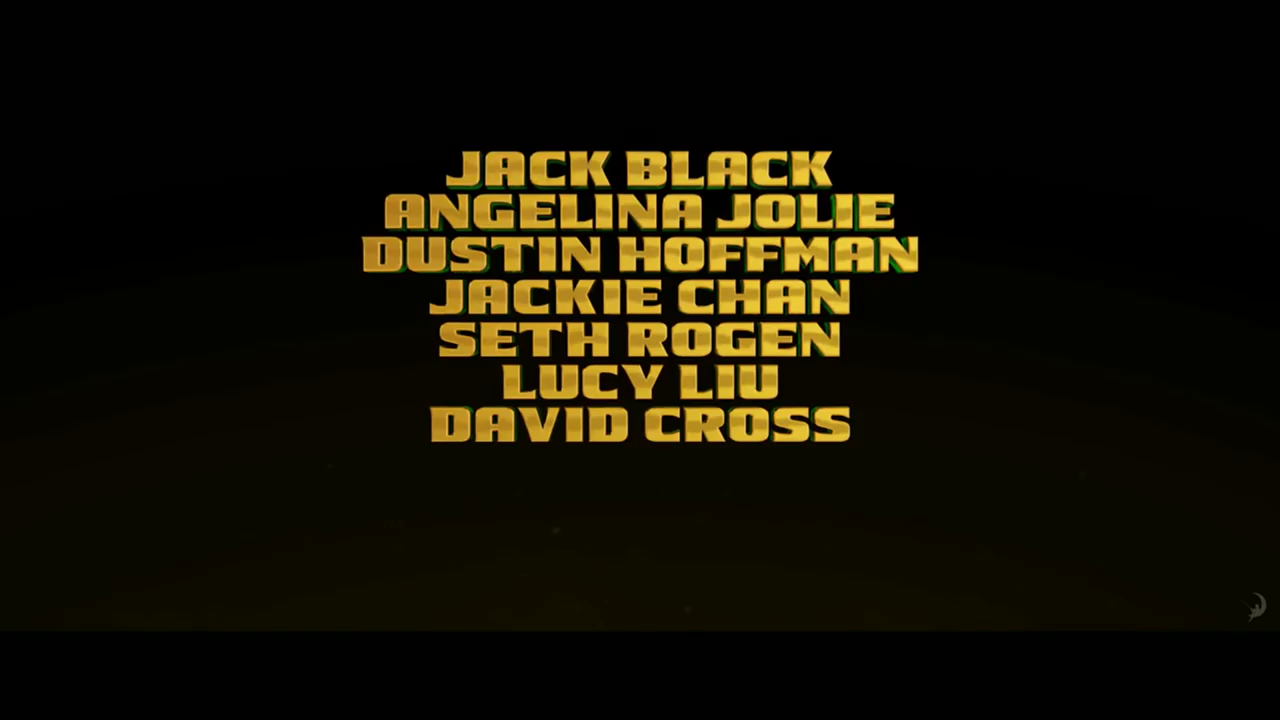 JACK BLACK
ANGELINA JOLIE
DUSTIN HOFFMAN
JACKIE CHAN
SETH ROGEN
LUCY LIU
DAVID CROSS